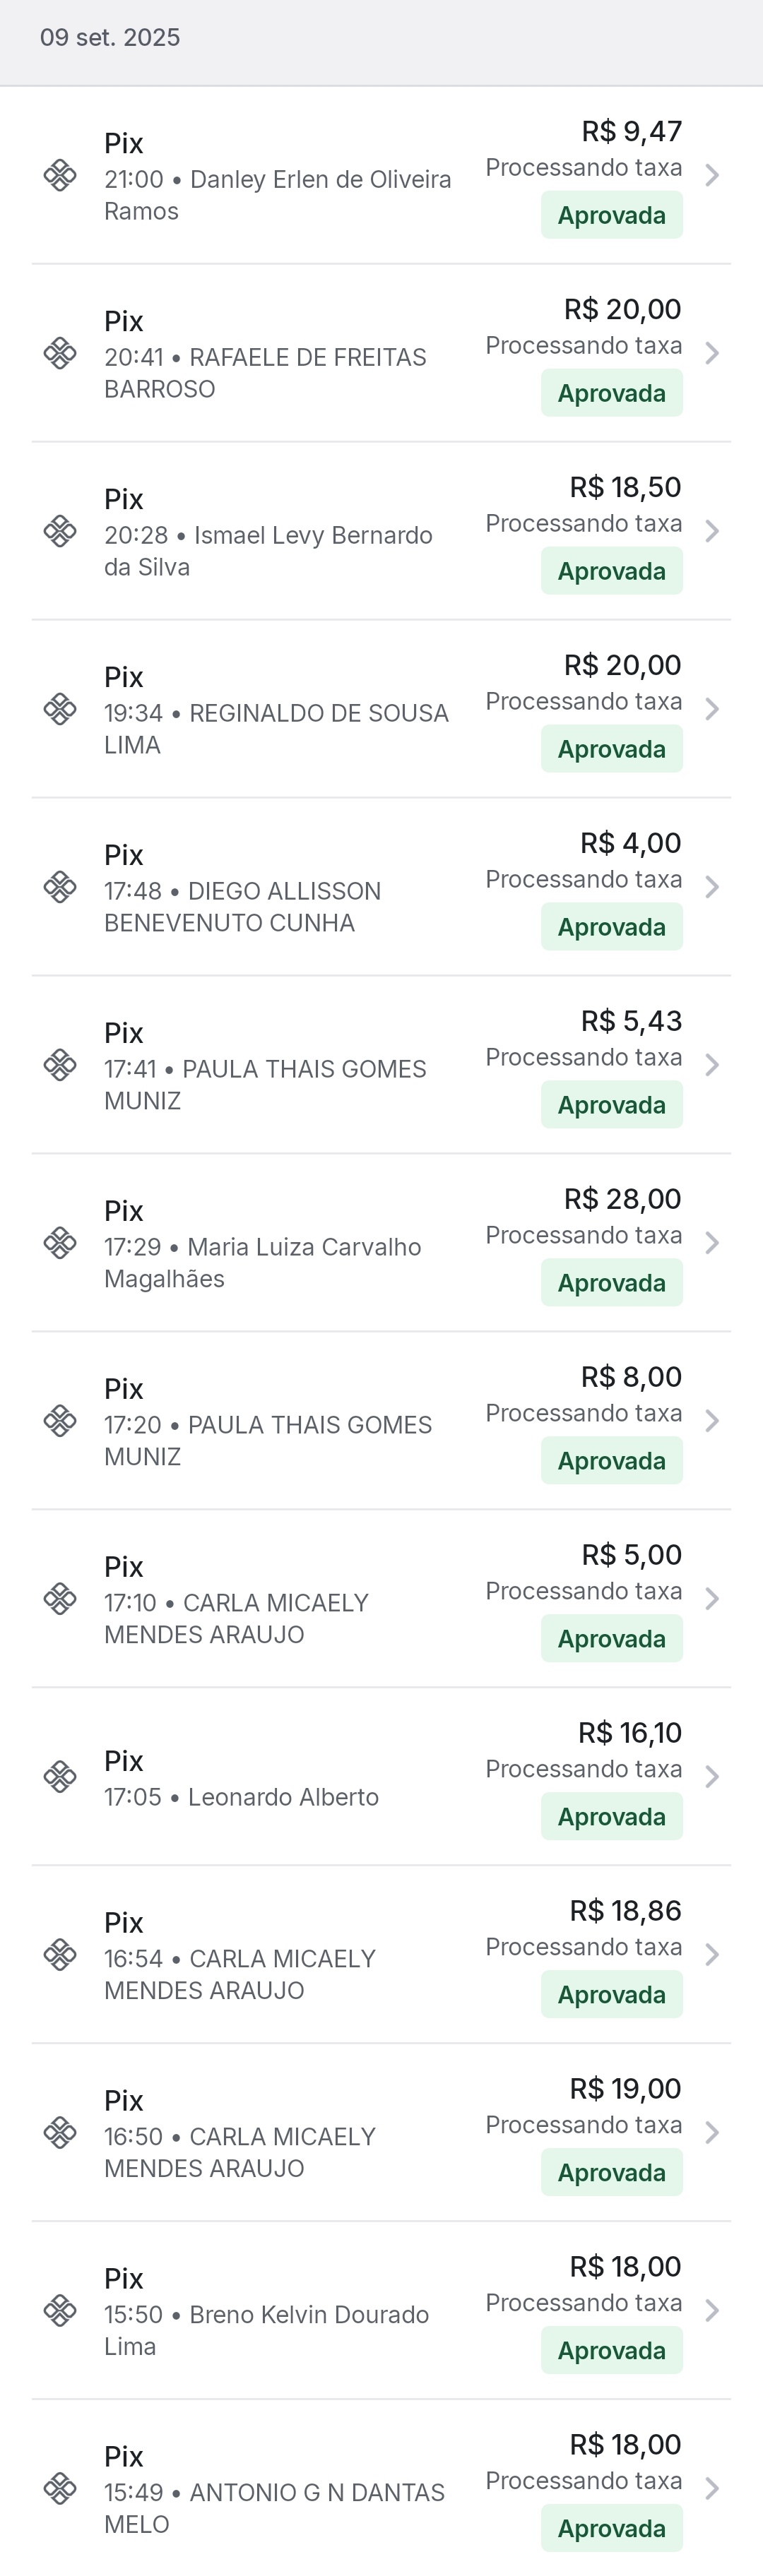 09 set. 2025
Pix
21:00 • Danley Erlen de Oliveira
Ramos
R$ 9,47
Processando taxa
Aprovada
Pix
20:41 • RAFAELE DE FREITAS
BARROSO
R$ 20,00
Processando taxa
Aprovada
Pix
20:28 • Ismael Levy Bernardo
da Silva
R$ 18,50
Processando taxa
Aprovada
Pix
19:34 • REGINALDO DE SOUSA
LIMA
R$ 20,00
Processando taxa
Aprovada
Pix
17:48 • DIEGO ALLISSON
BENEVENUTO CUNHA
R$ 4,00
Processando taxa
Aprovada
Pix
17:41 • PAULA THAIS GOMES
MUNIZ
R$ 5,43
Processando taxa
Aprovada
Pix
17:29 • Maria Luiza Carvalho
Magalhães
R$ 28,00
Processando taxa
Aprovada
Pix
17:20 • PAULA THAIS GOMES
MUNIZ
R$ 8,00
Processando taxa
Aprovada
Pix
17:10 • CARLA MICAELY
MENDES ARAUJO
R$ 5,00
Processando taxa
Aprovada
Pix
17:05 • Leonardo Alberto
R$ 16,10
Processando taxa
Aprovada
Pix
16:54 • CARLA MICAELY
MENDES ARAUJO
R$ 18,86
Processando taxa
Aprovada
Pix
16:50 • CARLA MICAELY
MENDES ARAUJO
R$ 19,00
Processando taxa
Aprovada
Pix
15:50 • Breno Kelvin Dourado
Lima
R$ 18,00
Processando taxa
Aprovada
Pix
15:49 • ANTONIO G N DANTAS
MELO
R$ 18,00
Processando taxa
Aprovada